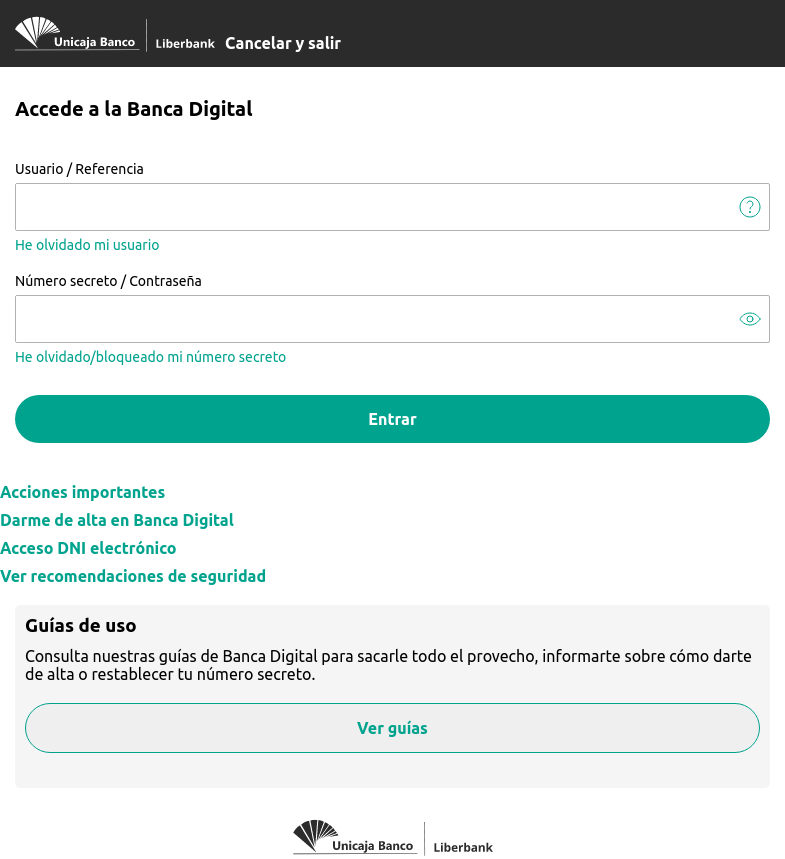 Unicaja Banco Liberbank Cancelar y salir
Accede a la Banca Digital
Usuario / Referencia
?
He olvidado mi usuario
Número secreto / Contraseña
He olvidado/bloqueado mi número secreto
Entrar
Acciones importantes
Darme de alta en Banca Digital
Acceso DNI electrónico
Ver recomendaciones de seguridad
Guías de uso
Consulta nuestras guías de Banca Digital para sacarle todo el provecho, informarte sobre cómo darte
de alta o restablecer tu número secreto.
Ver guías
Unicaja Banco Liberbank